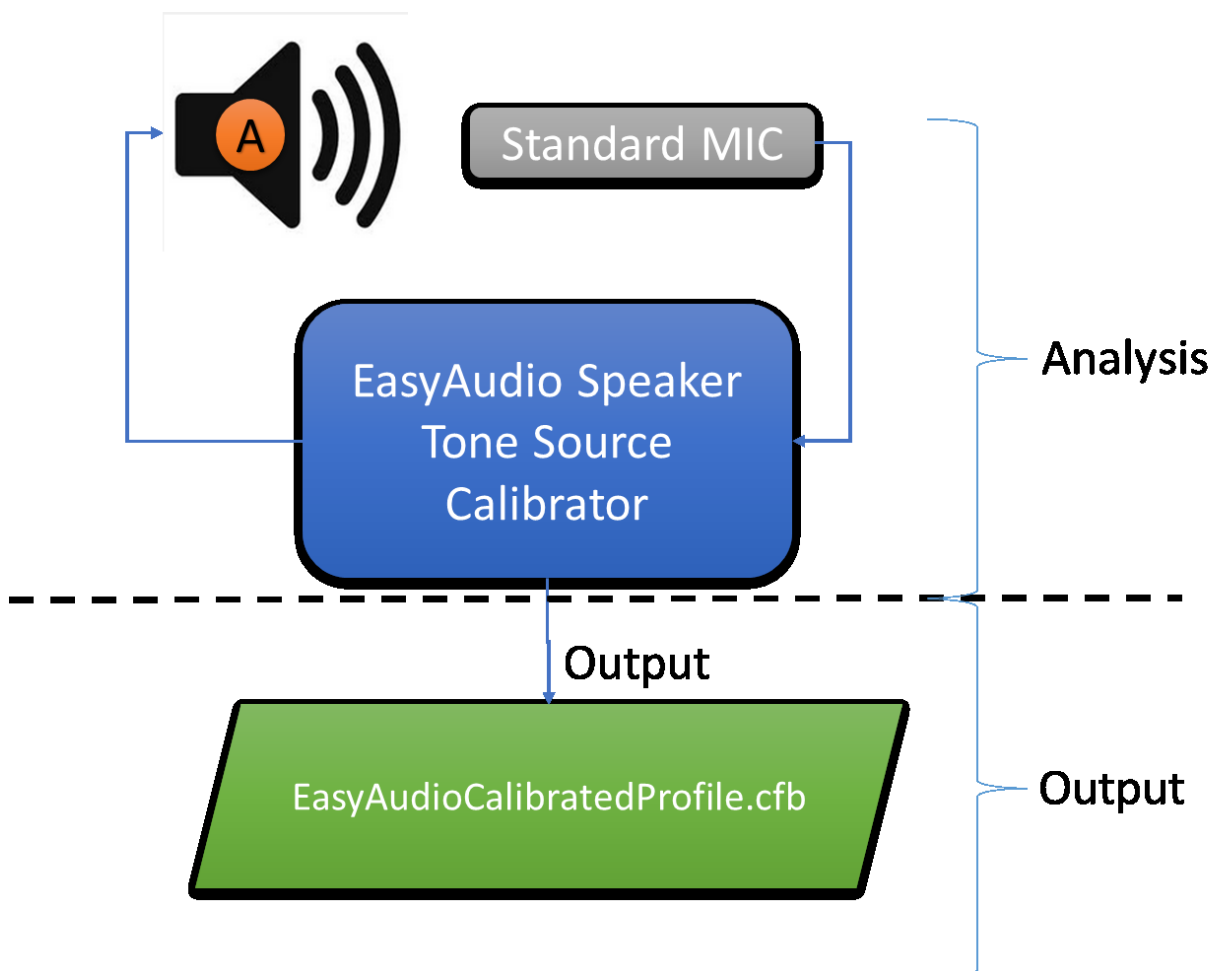 A
Standard MIC
EasyAudio Speaker
Tone Source
Calibrator
Analysis
Output
EasyAudioCalibratedProfile.cfb
Output